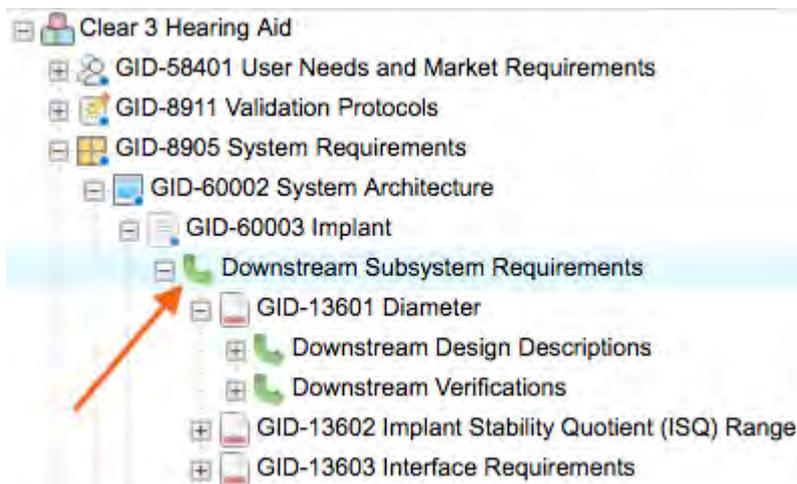 Clear 3 Hearing Aid
GID-58401 User Needs and Market Requirements
GID-8911 Validation Protocols
GID-8905 System Requirements
GID-60002 System Architecture
GID-60003 Implant
Downstream Subsystem Requirements
GID-13601 Diameter
Downstream Design Descriptions
Downstream Verifications
GID-13602 Implant Stability Quotient (ISQ) Range
GID-13603 Interface Requirements